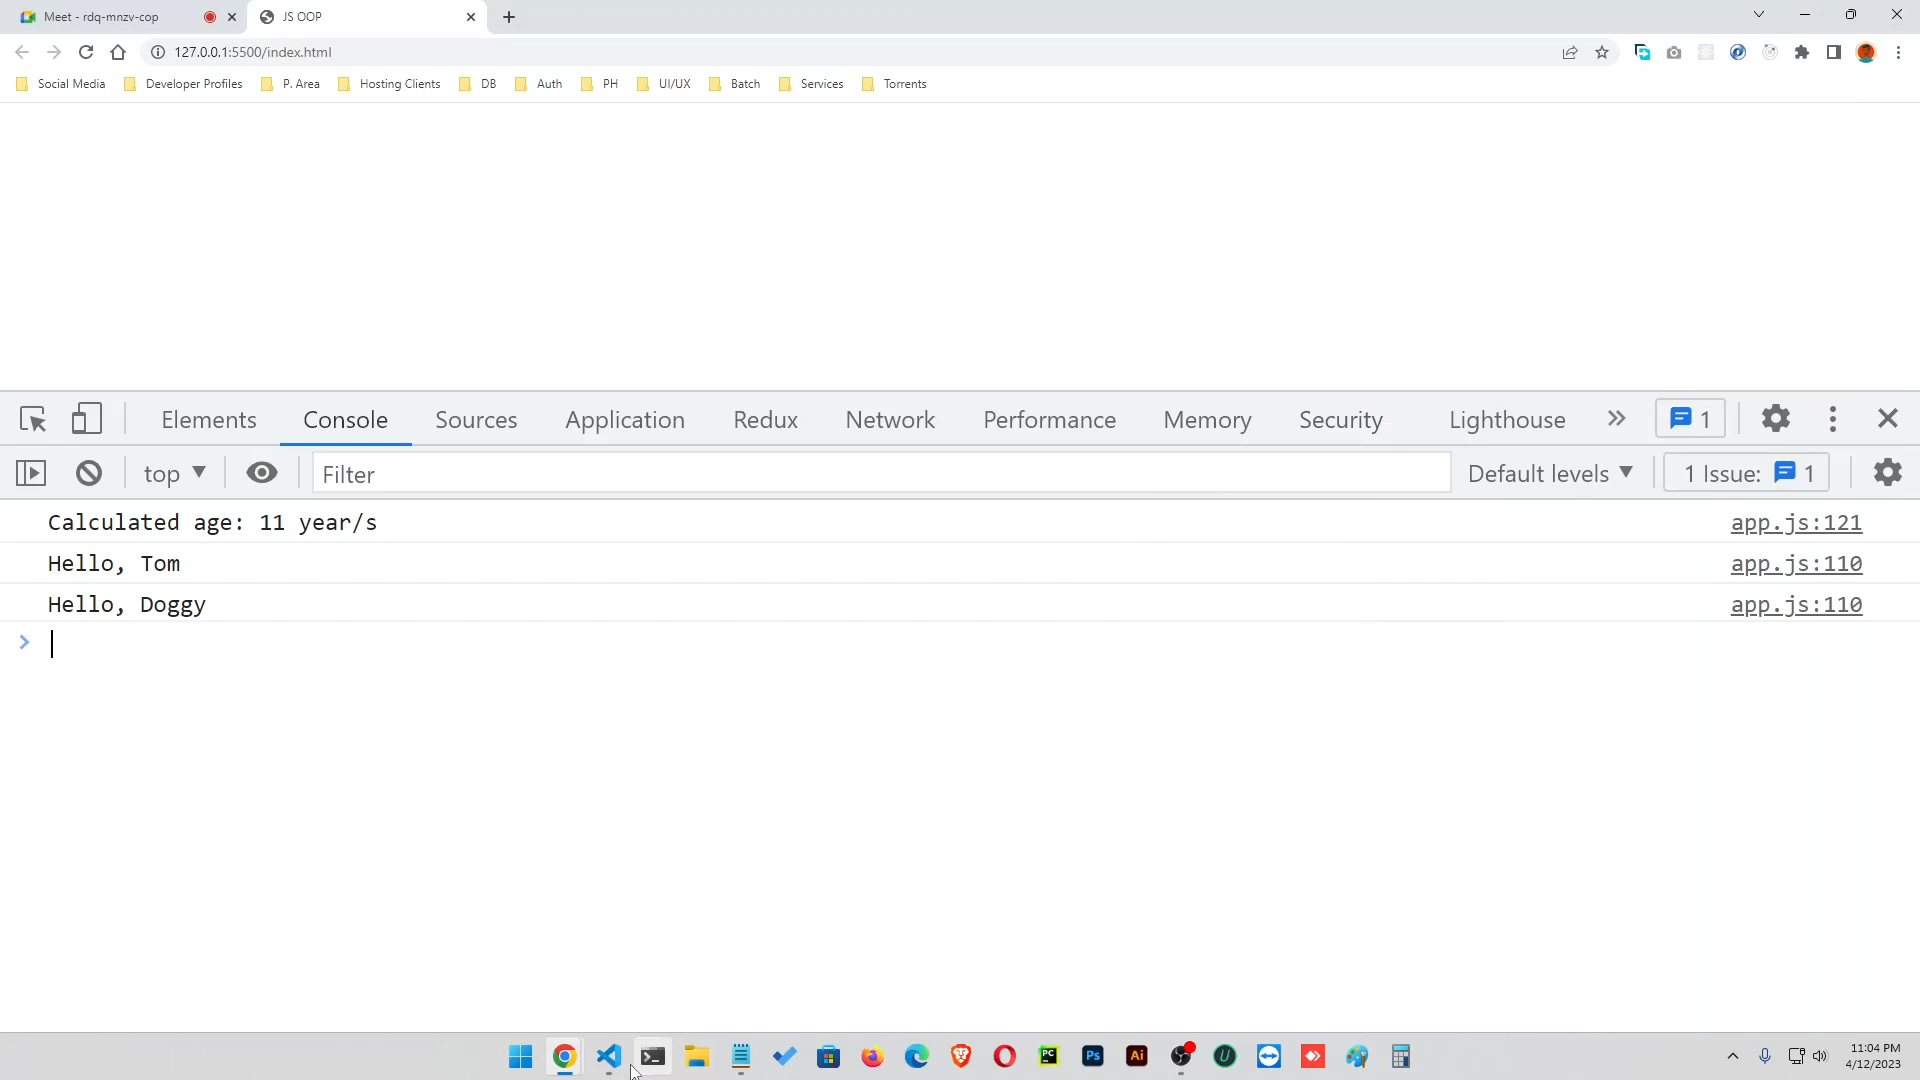 Meet - rdq-mnzv-cop
JS OOP
127.0.0.1:5500/index.html
Social Media
Developer Profiles
P. Area
Hosting Clients
DB
Auth
PH
UI/UX
Batch
Services
Torrents
Elements
Console
Sources
Application
Redux
Network
Performance
Memory
Security
Lighthouse
1
top
Filter
Default levels
1 Issue: 1
Calculated age: 11 year/s app.js:121
Hello, Tom app.js:110
Hello, Doggy app.js:110
PC
Ps
Ai
U
11:04 PM
4/12/2023